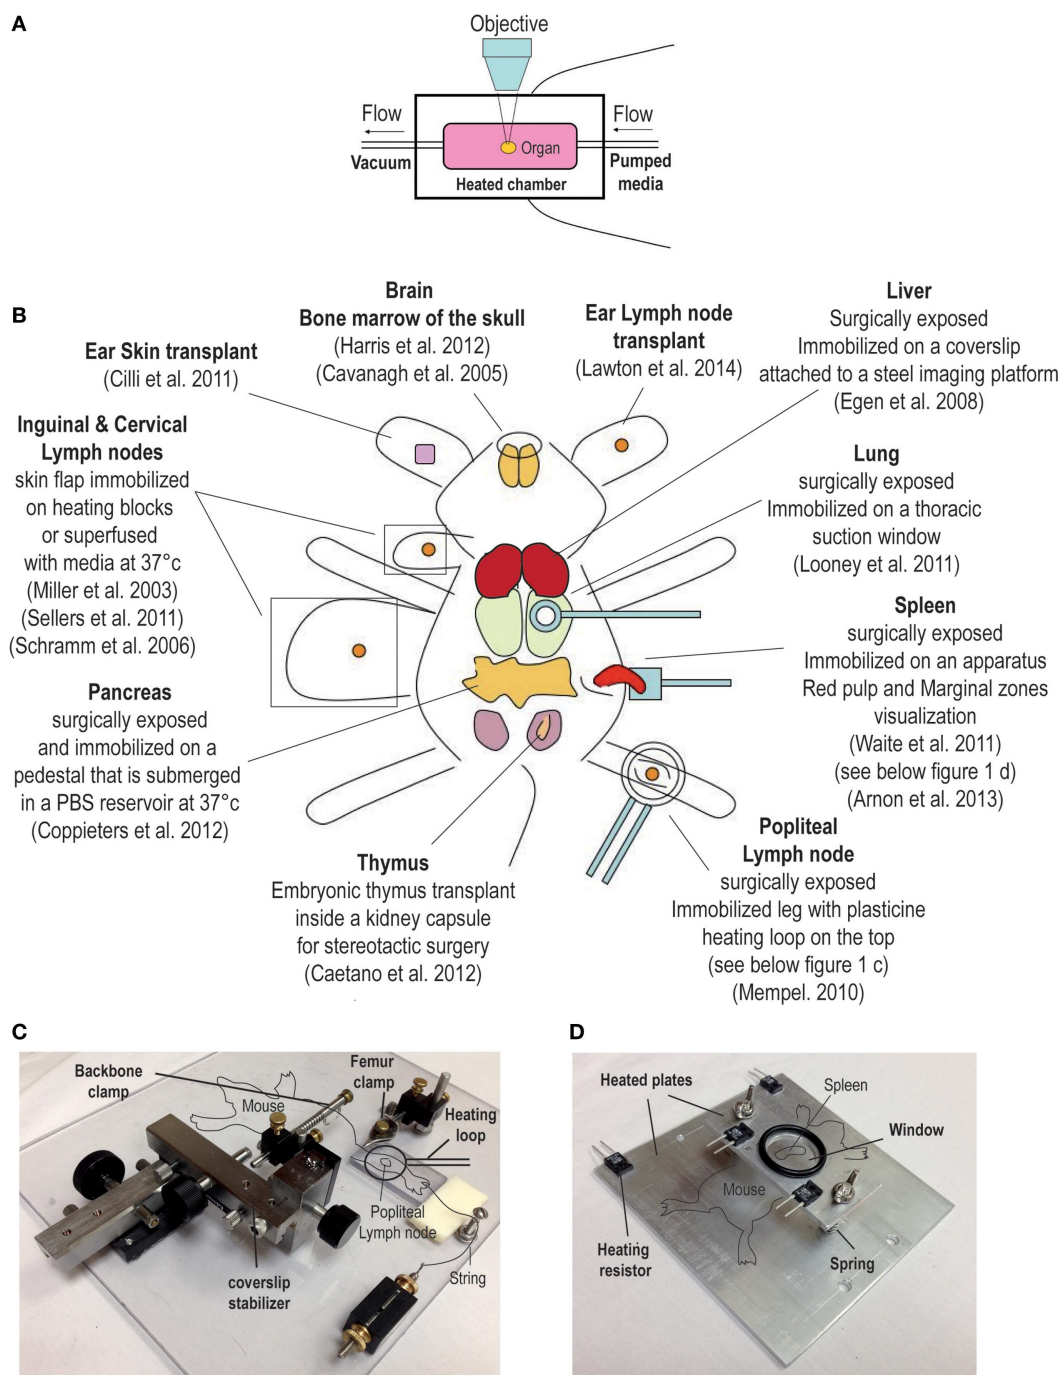 A
Objective
Flow
Flow
Organ
Vacuum
Pumped
media
Heated chamber
B
Brain
Bone marrow of the skull
(Harris et al. 2012)
(Cavanagh et al. 2005)
Ear Lymph node
transplant
(Lawton et al. 2014)
Liver
Surgically exposed
Immobilized on a coverslip
attached to a steel imaging platform
(Egen et al. 2008)
Ear Skin transplant
(Cilli et al. 2011)
Inguinal & Cervical
Lymph nodes
skin flap immobilized
on heating blocks
or superfused
with media at 37°c
(Miller et al. 2003)
(Sellers et al. 2011)
(Schramm et al. 2006)
Lung
surgically exposed
Immobilized on a thoracic
suction window
(Looney et al. 2011)
Spleen
surgically exposed
Immobilized on an apparatus
Red pulp and Marginal zones
visualization
(Waite et al. 2011)
(see below figure 1 d)
(Arnon et al. 2013)
Pancreas
surgically exposed
and immobilized on a
pedestal that is submerged
in a PBS reservoir at 37°c
(Coppieters et al. 2012)
Thymus
Embryonic thymus transplant
inside a kidney capsule
for stereotactic surgery
(Caetano et al. 2012)
Popliteal
Lymph node
surgically exposed
Immobilized leg with plasticine
heating loop on the top
(see below figure 1 c)
(Mempel. 2010)
C
Backbone
clamp
Mouse
Femur
clamp
Heating
loop
Popliteal
Lymph node
coverslip
stabilizer
String
D
Heated plates
Spleen
Window
Mouse
Heating
resistor
Spring